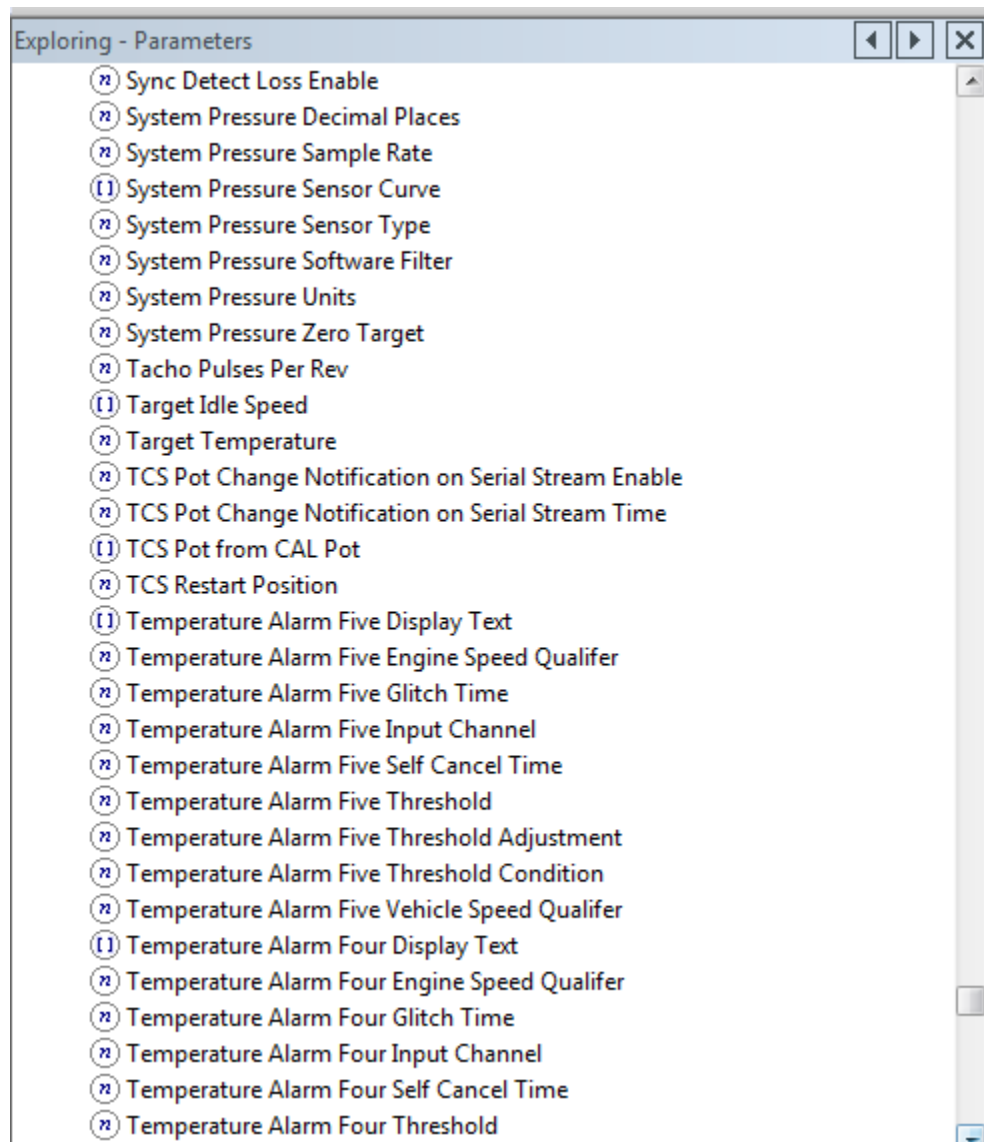 Exploring - Parameters
n Sync Detect Loss Enable
n System Pressure Decimal Places
n System Pressure Sample Rate
[] System Pressure Sensor Curve
n System Pressure Sensor Type
n System Pressure Software Filter
n System Pressure Units
n System Pressure Zero Target
n Tacho Pulses Per Rev
[] Target Idle Speed
n Target Temperature
n TCS Pot Change Notification on Serial Stream Enable
n TCS Pot Change Notification on Serial Stream Time
[] TCS Pot from CAL Pot
n TCS Restart Position
[] Temperature Alarm Five Display Text
n Temperature Alarm Five Engine Speed Qualifer
n Temperature Alarm Five Glitch Time
n Temperature Alarm Five Input Channel
n Temperature Alarm Five Self Cancel Time
n Temperature Alarm Five Threshold
n Temperature Alarm Five Threshold Adjustment
n Temperature Alarm Five Threshold Condition
n Temperature Alarm Five Vehicle Speed Qualifer
[] Temperature Alarm Four Display Text
n Temperature Alarm Four Engine Speed Qualifer
n Temperature Alarm Four Glitch Time
n Temperature Alarm Four Input Channel
n Temperature Alarm Four Self Cancel Time
n Temperature Alarm Four Threshold